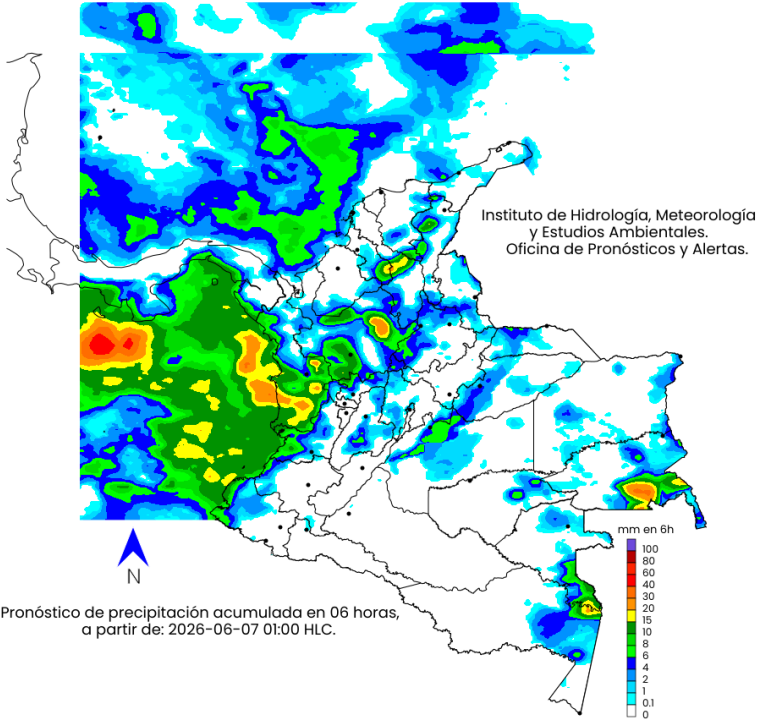 Instituto de Hidrología, Meteorología
y Estudios Ambientales.
Oficina de Pronósticos y Alertas.
mm en 6h
100
80
60
40
30
20
15
10
8
6
4
2
1
0.1
0
N
Pronóstico de precipitación acumulada en 06 horas,
a partir de: 2026-06-07 01:00 HLC.